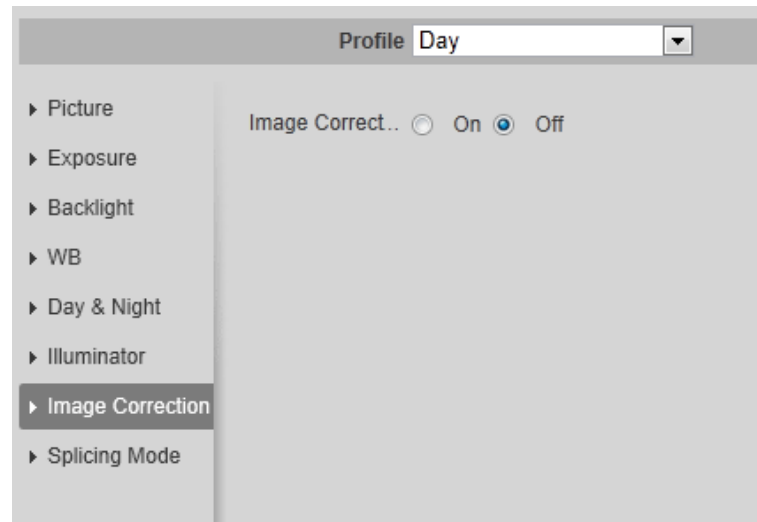 Profile Day
Picture
Image Correct.. On Off
Exposure
Backlight
WB
Day & Night
Illuminator
Image Correction
Splicing Mode